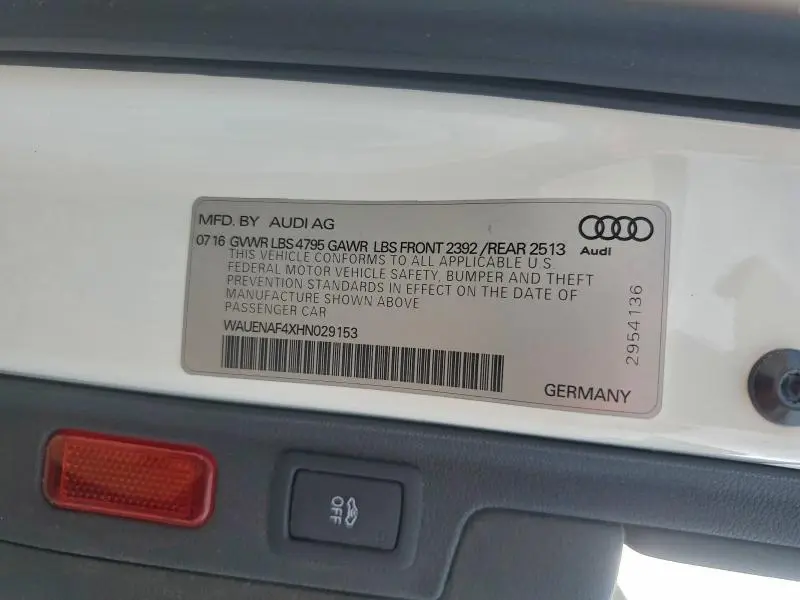 MFD. BY AUDI AG
07 16 GVWR LBS 4795 GAWR LBS FRONT 2392 /REAR 2513
THIS VEHICLE CONFORMS TO ALL APPLICABLE U S
FEDERAL MOTOR VEHICLE SAFETY, BUMPER AND THEFT
PREVENTION STANDARDS IN EFFECT ON THE DATE OF
MANUFACTURE SHOWN ABOVE
PASSENGER CAR
WAUENAF4XHN029153
Audi
2954136
GERMANY
OFF